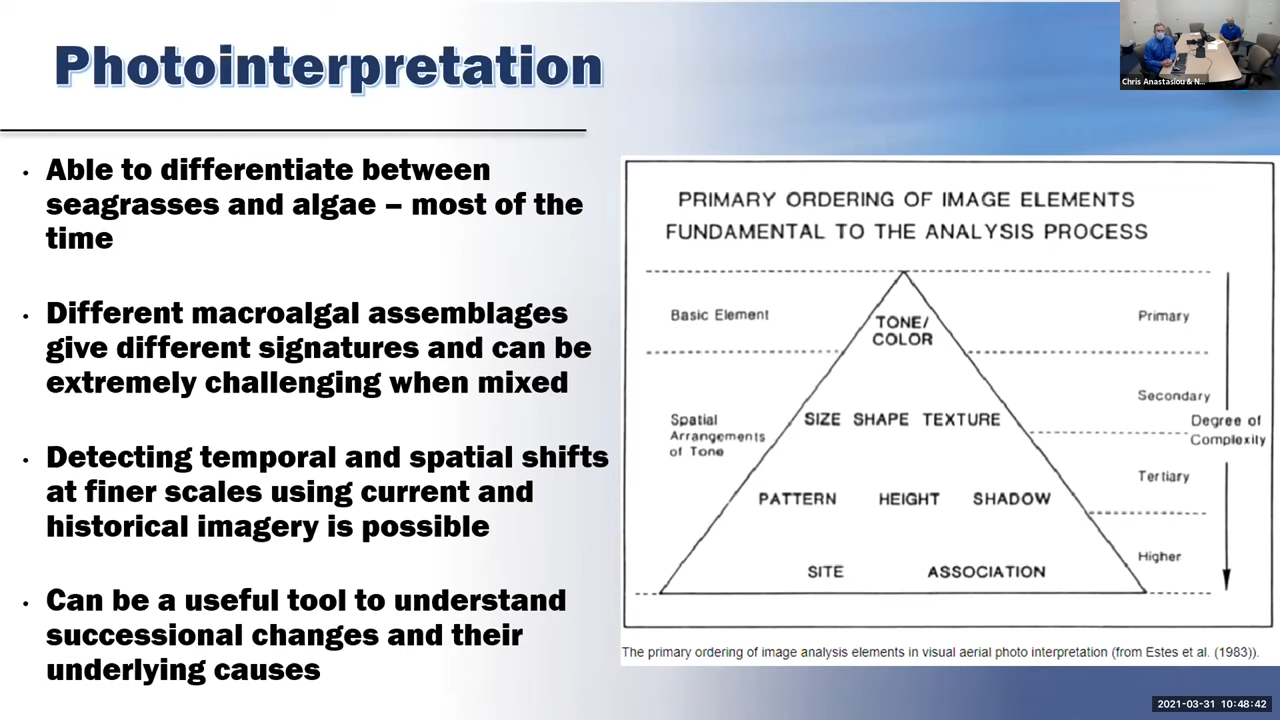 Photointerpretation
Chris Anastasiou & N...
• Able to differentiate between
seagrasses and algae – most of the
time
• Different macroalgal assemblages
give different signatures and can be
extremely challenging when mixed
• Detecting temporal and spatial shifts
at finer scales using current and
historical imagery is possible
• Can be a useful tool to understand
successional changes and their
underlying causes
PRIMARY ORDERING OF IMAGE ELEMENTS
FUNDAMENTAL TO THE ANALYSIS PROCESS
Basic Element
TONE/
COLOR
Primary
Spatial
Arrangements
of Tone
SIZE SHAPE TEXTURE
Secondary
Degree of
Complexity
PATTERN HEIGHT SHADOW
Tertiary
SITE ASSOCIATION
Higher
The primary ordering of image analysis elements in visual aerial photo interpretation (from Estes et al. (1983)).
2021-03-31 10:48:42